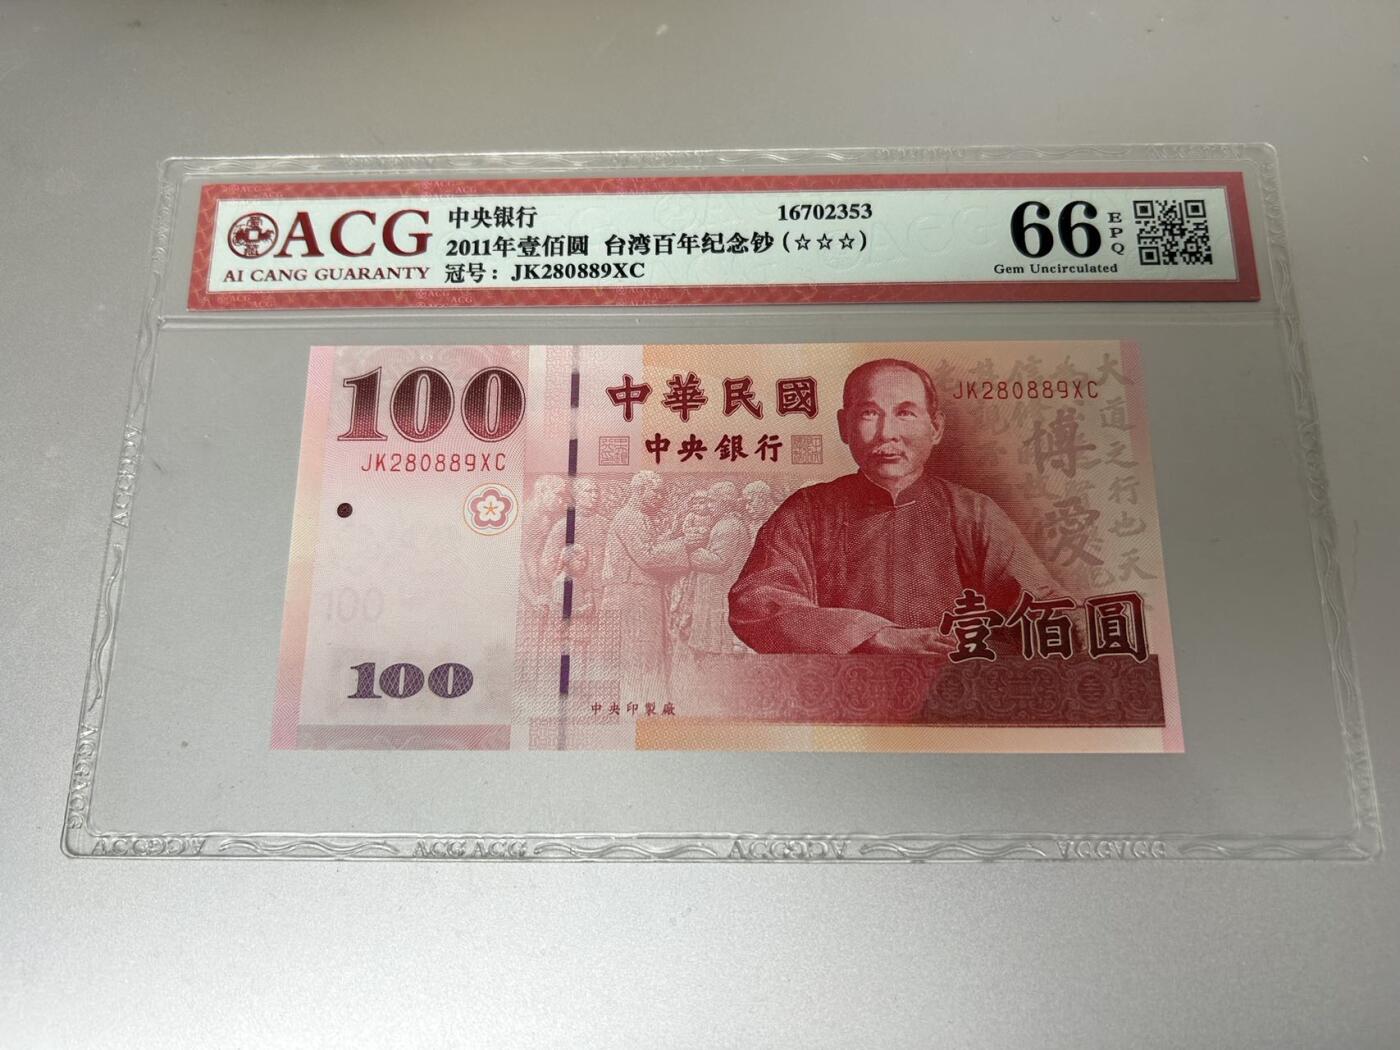 ACG
AI CANG GUARANTY
中央银行
16702353
2011年壹佰圆 台湾百年纪念钞(☆☆☆)
冠号: JK280889XC
66
EPQ
Gem Uncirculated
100
JK280889XC
中華民國
中央銀行
JK280889XC
大道之行也天
博愛
100
100
壹佰圓
中央印製廠
ACG ACG